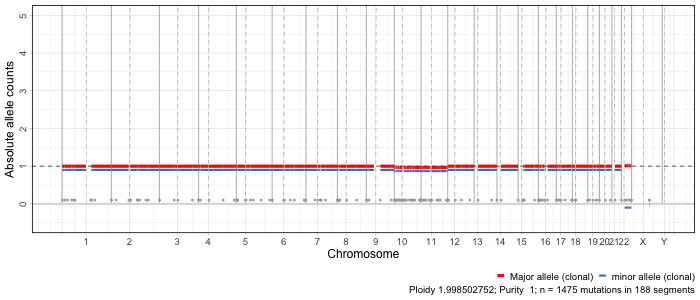 Absolute allele counts
5
4
3
2
1
0
1 2 3 4 5 6 7 8 9 10 11 12 13 14 15 16 17 18 19 20 21 22 X Y
Chromosome
Major allele (clonal) minor allele (clonal)
Ploidy 1.998502752; Purity 1; n = 1475 mutations in 188 segments